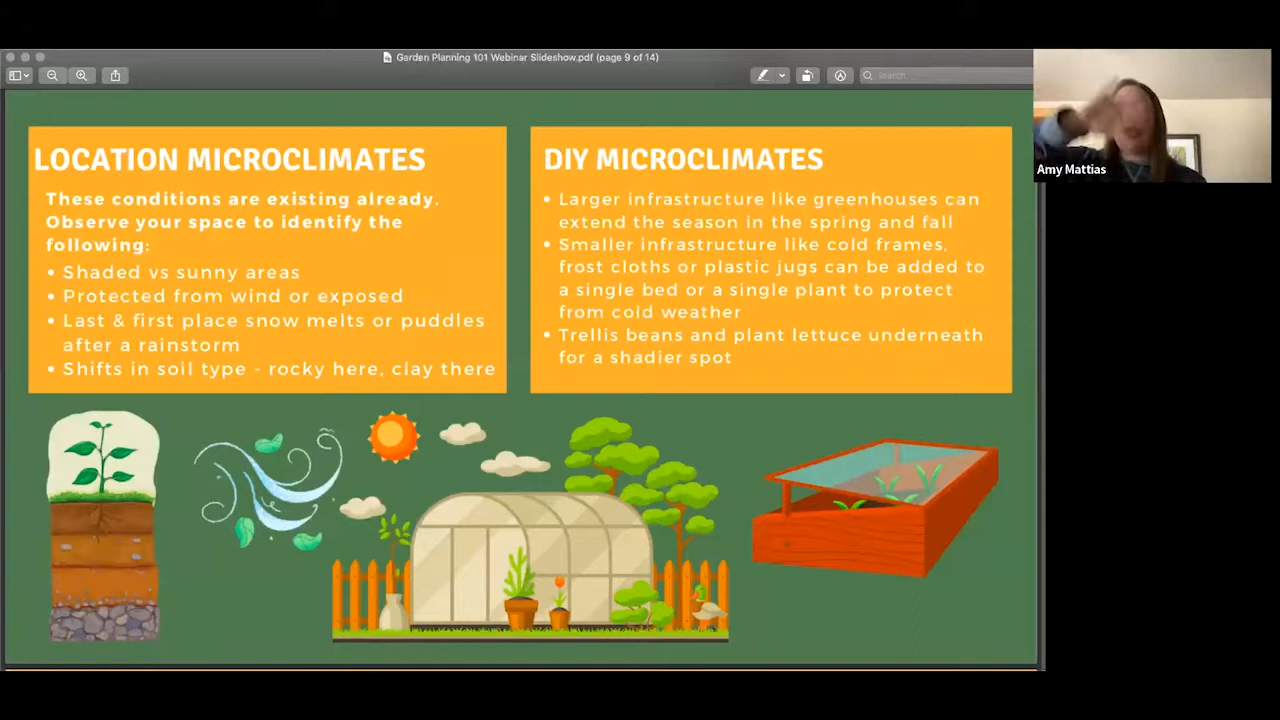 Garden Planning 101 Webinar Slideshow.pdf (page 9 of 14)
Search
Amy Mattias
LOCATION MICROCLIMATES
These conditions are existing already.
Observe your space to identify the
following:
• Shaded vs sunny areas
• Protected from wind or exposed
• Last & first place snow melts or puddles
after a rainstorm
• Shifts in soil type - rocky here, clay there
DIY MICROCLIMATES
• Larger infrastructure like greenhouses can
extend the season in the spring and fall
• Smaller infrastructure like cold frames,
frost cloths or plastic jugs can be added to
a single bed or a single plant to protect
from cold weather
• Trellis beans and plant lettuce underneath
for a shadier spot